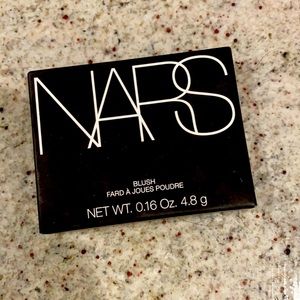 NARS
BLUSH
FARD À JOUES POUDRE
NET WT. 0.16 Oz. 4.8 g